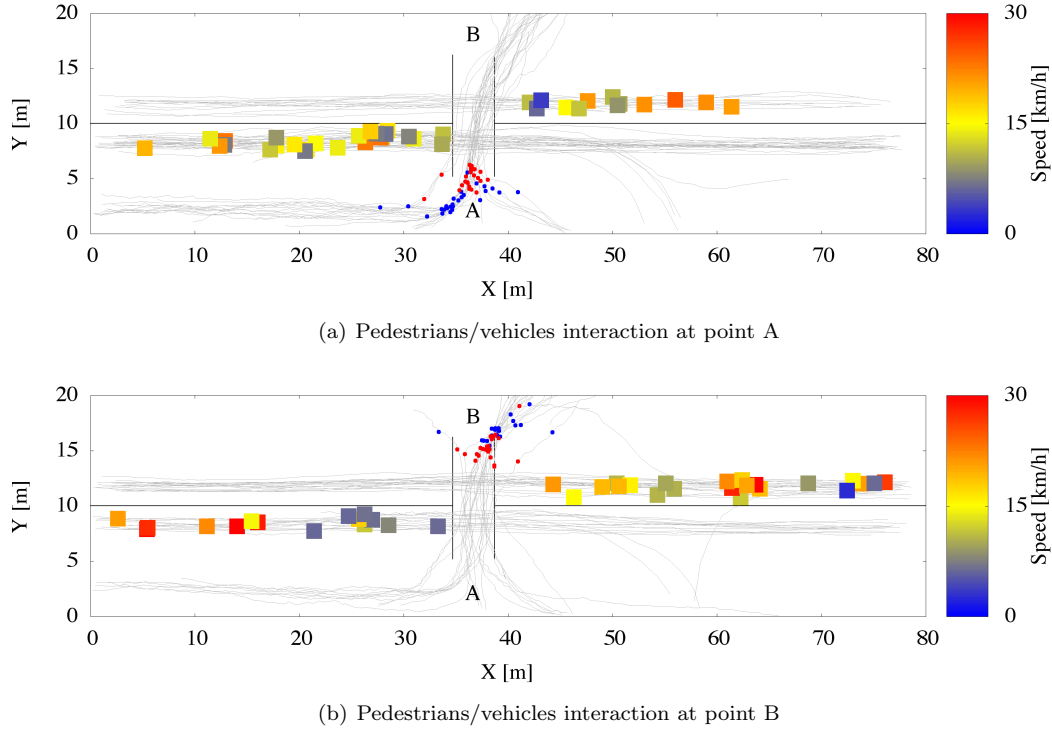 20
15
10
5
0
Y [m]
B
A
0 10 20 30 40 50 60 70 80
X [m]
30
15
0
Speed [km/h]
(a) Pedestrians/vehicles interaction at point A
20
15
10
5
0
Y [m]
B
A
0 10 20 30 40 50 60 70 80
X [m]
30
15
0
Speed [km/h]
(b) Pedestrians/vehicles interaction at point B